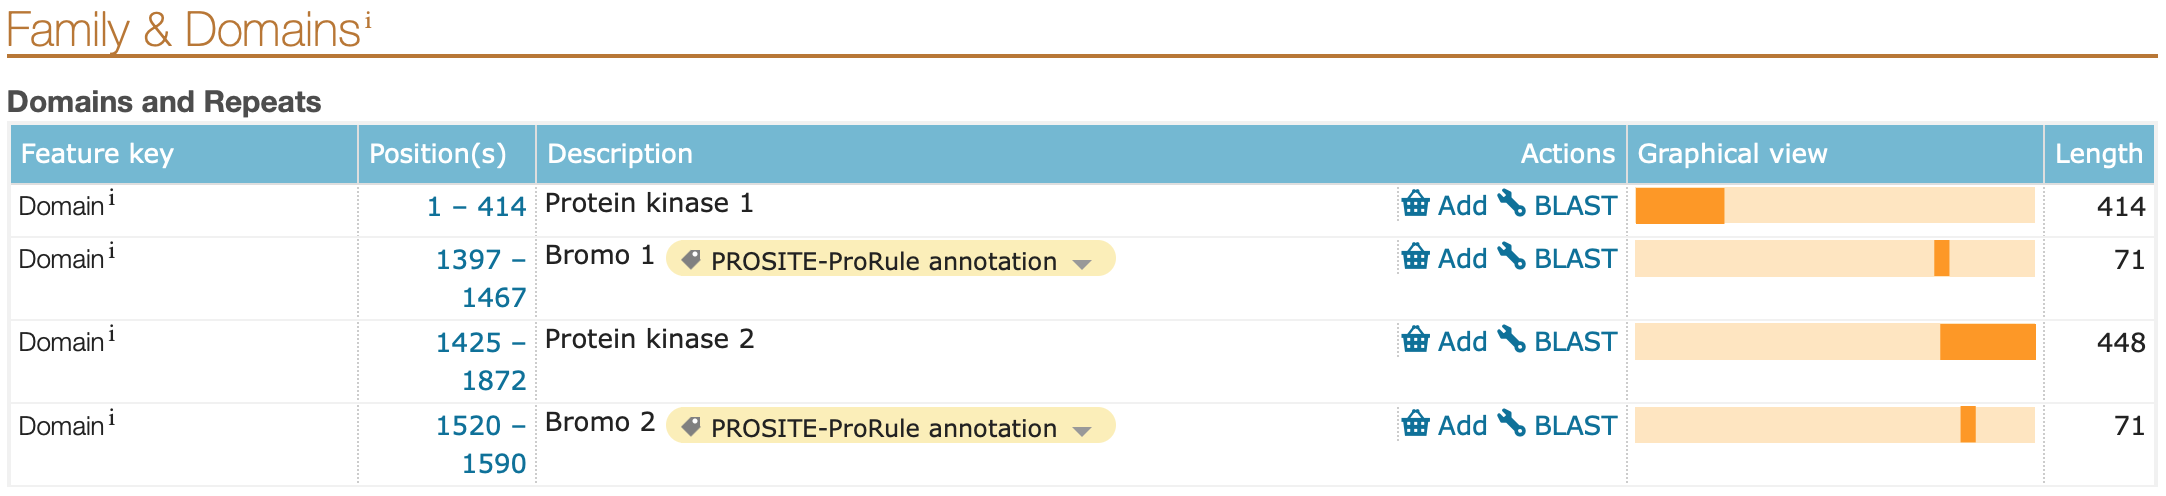 Family & Domains i
Domains and Repeats
Feature key Position(s) Description Actions Graphical view Length
Domain i 1 – 414 Protein kinase 1 Add BLAST 414
Domain i 1397 – Bromo 1 PROSITE-ProRule annotation Add BLAST 71
1467
Domain i 1425 – Protein kinase 2 Add BLAST 448
1872
Domain i 1520 – Bromo 2 PROSITE-ProRule annotation Add BLAST 71
1590